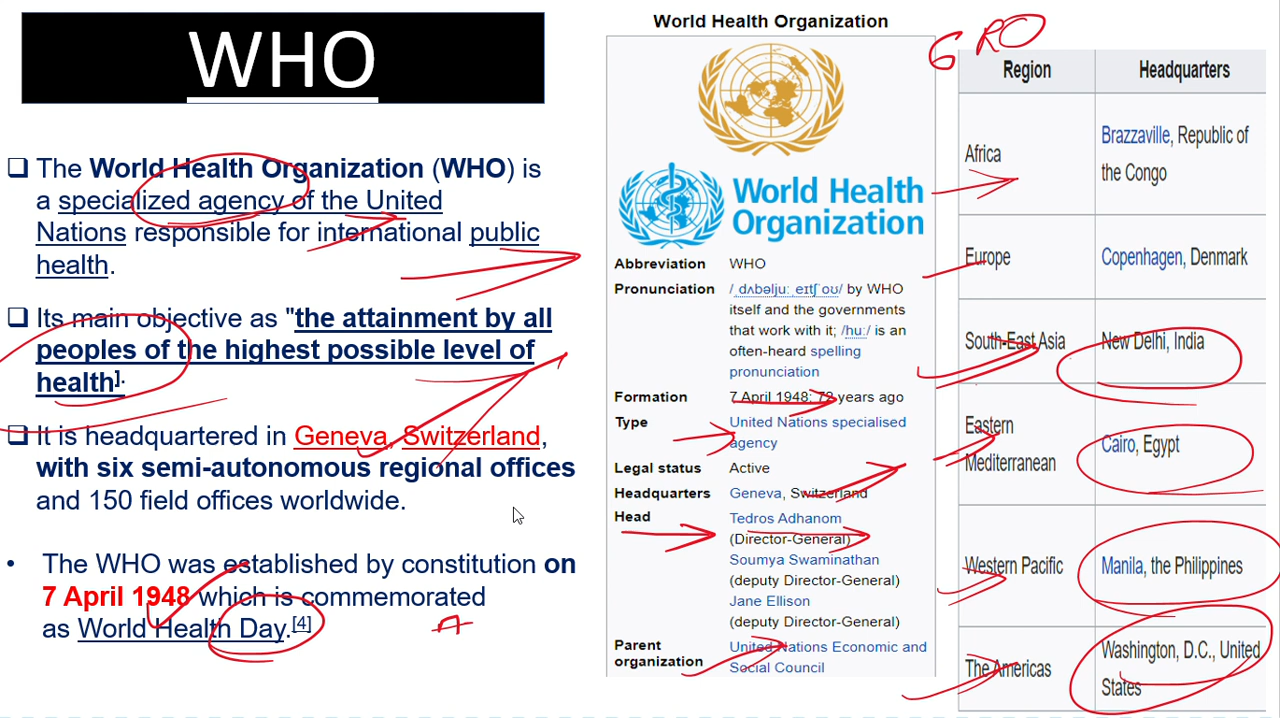 WHO
❑ The World Health Organization (WHO) is
a specialized agency of the United
Nations responsible for international public
health.
❑ Its main objective as "the attainment by all
peoples of the highest possible level of
health].
❑ It is headquartered in Geneva, Switzerland,
with six semi-autonomous regional offices
and 150 field offices worldwide.
• The WHO was established by constitution on
7 April 1948 which is commemorated
as World Health Day.[4]
World Health Organization
World Health
Organization
Abbreviation WHO
Pronunciation /ˌdʌbəljuːˌeɪtʃˈoʊ/ by WHO
itself and the governments
that work with it; /huː/ is an
often-heard spelling
pronunciation
Formation 7 April 1948; 72 years ago
Type United Nations specialised
agency
Legal status Active
Headquarters Geneva, Switzerland
Head Tedros Adhanom
(Director-General)
Soumya Swaminathan
(deputy Director-General)
Jane Ellison
(deputy Director-General)
Parent United Nations Economic and
organization Social Council
6 RO
Region Headquarters
Africa Brazzaville, Republic of
the Congo
Europe Copenhagen, Denmark
South-East Asia New Delhi, India
Eastern
Mediterranean Cairo, Egypt
Western Pacific Manila, the Philippines
The Americas Washington, D.C., United
States